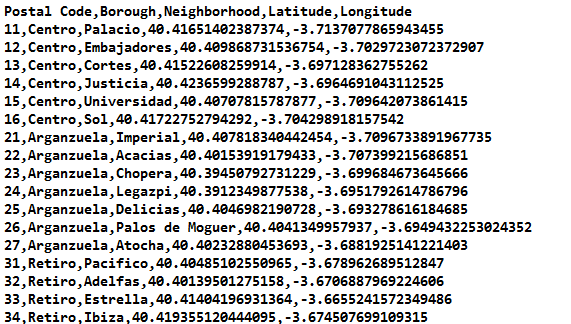 Postal Code,Borough,Neighborhood,Latitude,Longitude
11,Centro,Palacio,40.41651402387374,-3.7137077865943455
12,Centro,Embajadores,40.409868731536754,-3.7029723072372907
13,Centro,Cortes,40.41522608259914,-3.697128362755262
14,Centro,Justicia,40.4236599288787,-3.6964691043112525
15,Centro,Universidad,40.40707815787877,-3.709642073861415
16,Centro,Sol,40.41722752794292,-3.704298918157542
21,Arganzuela,Imperial,40.407818340442454,-3.7096733891967735
22,Arganzuela,Acacias,40.40153919179433,-3.707399215686851
23,Arganzuela,Chopera,40.39450792731229,-3.699684673645666
24,Arganzuela,Legazpi,40.3912349877538,-3.6951792614786796
25,Arganzuela,Delicias,40.4046982190728,-3.693278616184685
26,Arganzuela,Palos de Moguer,40.4041349957937,-3.6949432253024352
27,Arganzuela,Atocha,40.40232880453693,-3.6881925141221403
31,Retiro,Pacifico,40.40485102550965,-3.678962689512847
32,Retiro,Adelfas,40.40139501275158,-3.6706887969224606
33,Retiro,Estrella,40.41404196931364,-3.6655241572349486
34,Retiro,Ibiza,40.419355120444095,-3.674507699109315